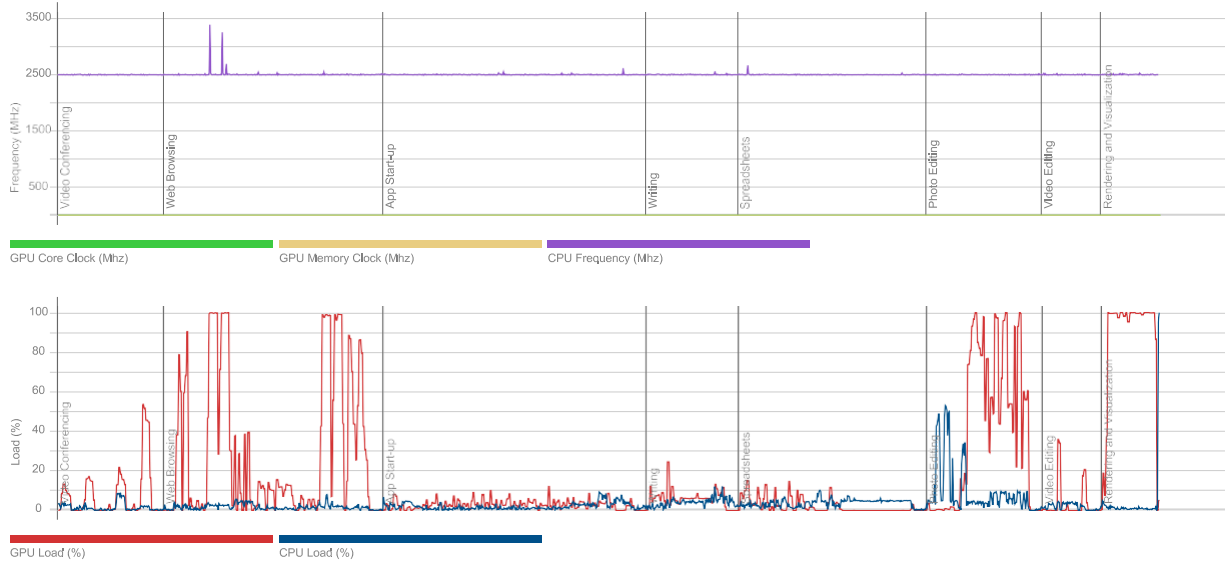 3500
2500
1500
500
Frequency (MHz)
Video Conferencing
Web Browsing
App Start-up
Writing
Spreadsheets
Photo Editing
Video Editing
Rendering and Visualization
GPU Core Clock (Mhz)
GPU Memory Clock (Mhz)
CPU Frequency (Mhz)
100
80
60
40
20
0
Load (%)
Video Conferencing
Web Browsing
App Start-up
Writing
Spreadsheets
Photo Editing
Video Editing
Rendering and Visualization
GPU Load (%)
CPU Load (%)